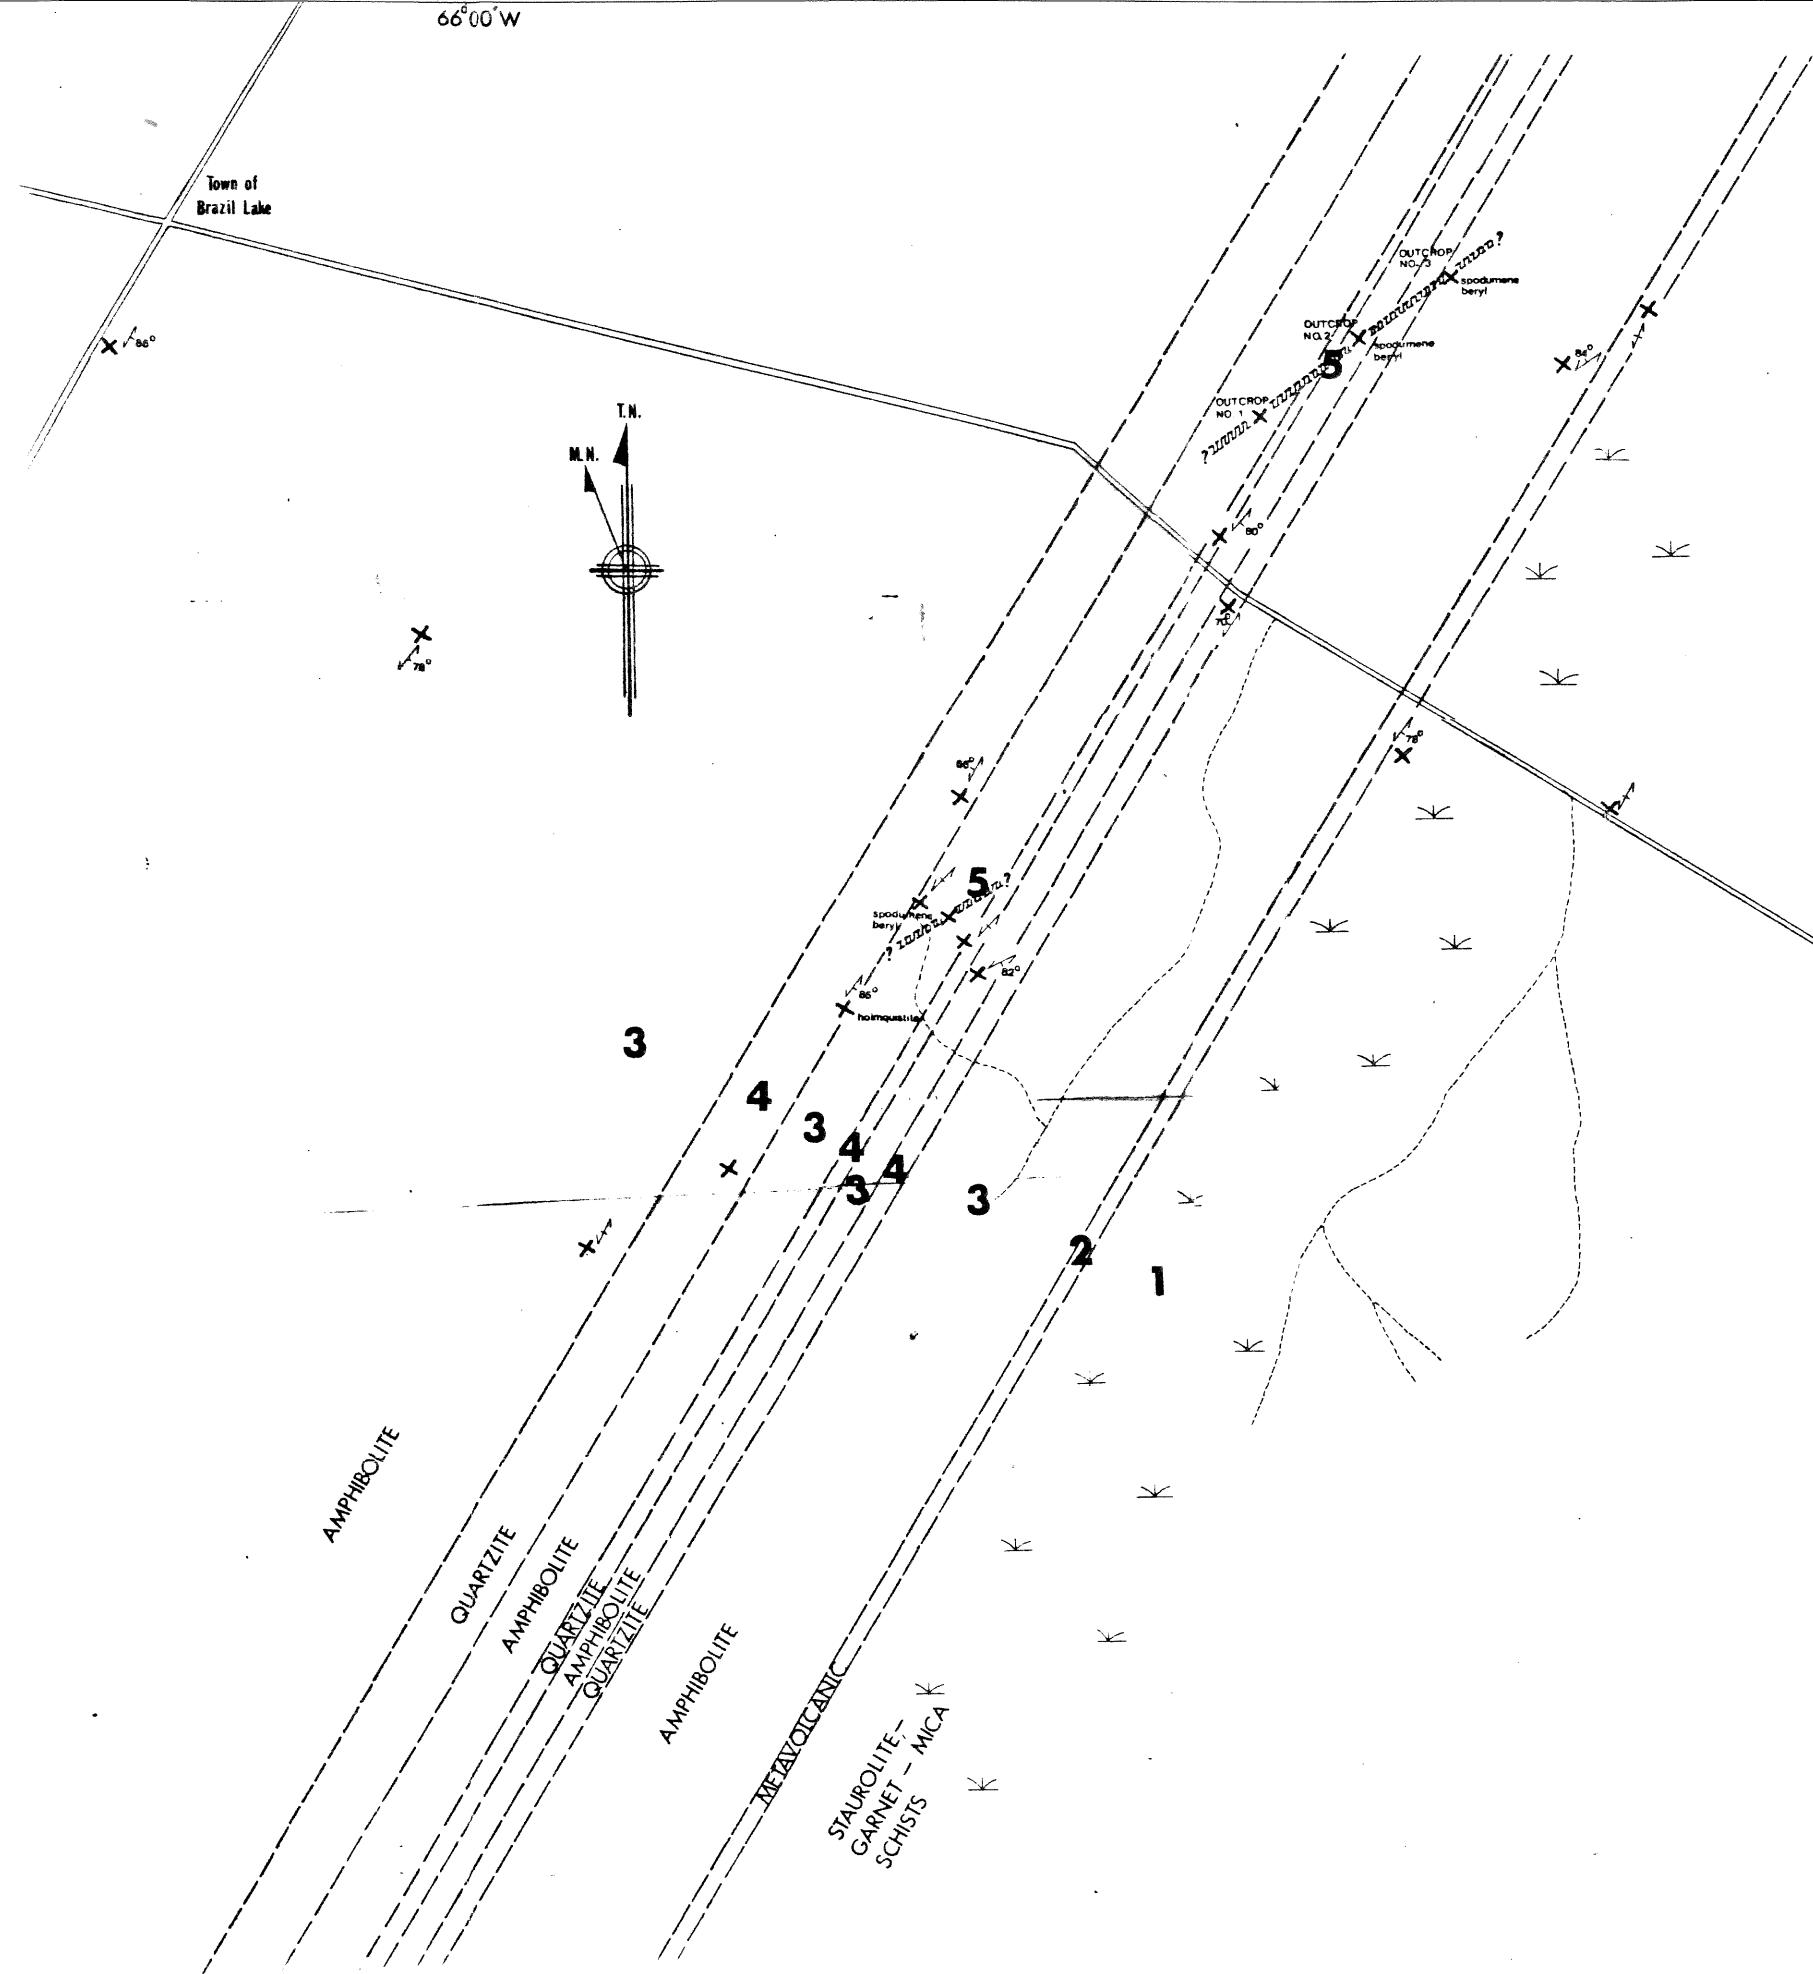 66°00'W
Town of
Brazil Lake
86°
T.N.
M.N.
78°
OUTCROP
NO. 3
?
spodumene
beryl
OUTCROP
NO. 2
spodumene
beryl
5
OUTCROP
NO. 1
?
84°
80°
70°
78°
86°
5
?
spodumene
beryl
?
82°
86°
holmquistite
3
4
3
4
4
3
3
2
1
AMPHIBOLITE
QUARTZITE
AMPHIBOLITE
QUARTZITE
AMPHIBOLITE
QUARTZITE
AMPHIBOLITE
METAVOLCANIC
STAUROLITE,-
GARNET - MICA
SCHISTS